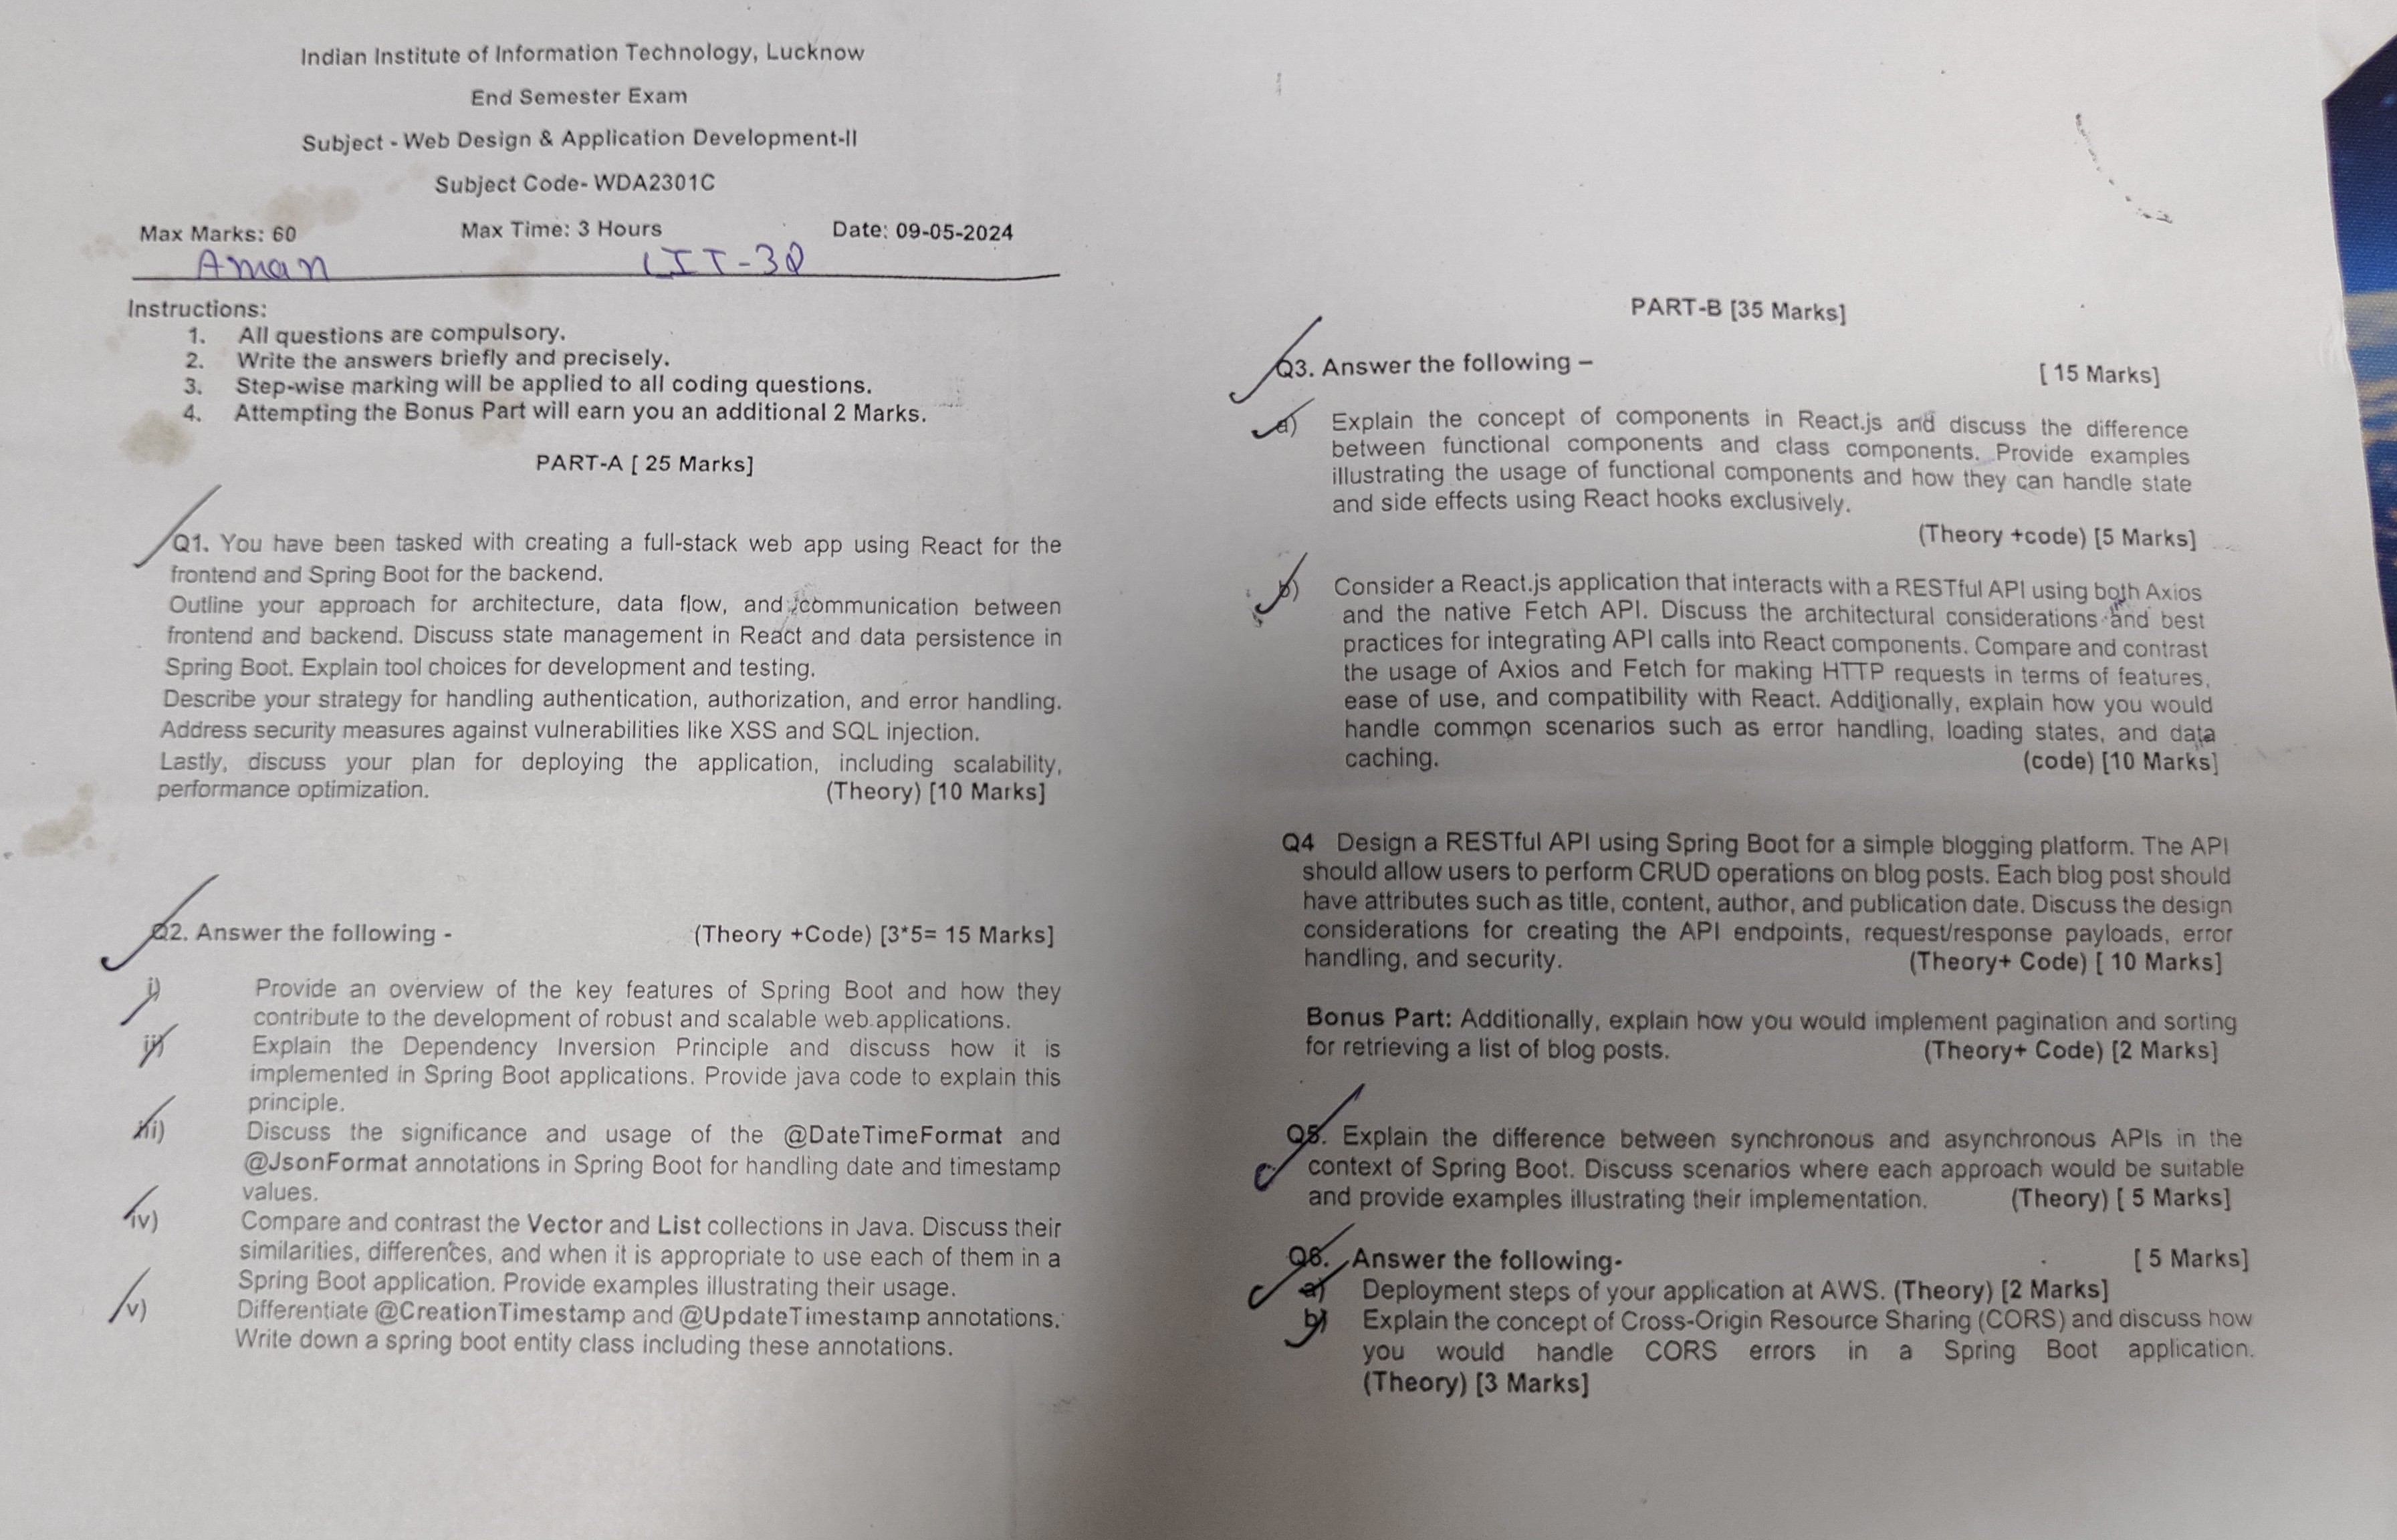 Indian Institute of Information Technology, Lucknow
End Semester Exam
Subject - Web Design & Application Development-II
Subject Code- WDA2301C
Max Marks: 60 Max Time: 3 Hours Date: 09-05-2024
Aman
Instructions:
1. All questions are compulsory.
2. Write the answers briefly and precisely.
3. Step-wise marking will be applied to all coding questions.
4. Attempting the Bonus Part will earn you an additional 2 Marks.
PART-A [ 25 Marks]
Q1. You have been tasked with creating a full-stack web app using React for the
frontend and Spring Boot for the backend.
Outline your approach for architecture, data flow, and communication between
frontend and backend. Discuss state management in React and data persistence in
Spring Boot. Explain tool choices for development and testing.
Describe your strategy for handling authentication, authorization, and error handling.
Address security measures against vulnerabilities like XSS and SQL injection.
Lastly, discuss your plan for deploying the application, including scalability,
performance optimization. (Theory) [10 Marks]
Q2. Answer the following - (Theory +Code) [3*5= 15 Marks]
i) Provide an overview of the key features of Spring Boot and how they
contribute to the development of robust and scalable web applications.
ii) Explain the Dependency Inversion Principle and discuss how it is
implemented in Spring Boot applications. Provide java code to explain this
principle.
iii) Discuss the significance and usage of the @DateTimeFormat and
@JsonFormat annotations in Spring Boot for handling date and timestamp
values.
iv) Compare and contrast the Vector and List collections in Java. Discuss their
similarities, differences, and when it is appropriate to use each of them in a
Spring Boot application. Provide examples illustrating their usage.
v) Differentiate @CreationTimestamp and @UpdateTimestamp annotations.
Write down a spring boot entity class including these annotations.
PART-B [35 Marks]
Q3. Answer the following – [ 15 Marks]
a) Explain the concept of components in React.js and discuss the difference
between functional components and class components. Provide examples
illustrating the usage of functional components and how they can handle state
and side effects using React hooks exclusively.
(Theory +code) [5 Marks]
b) Consider a React.js application that interacts with a RESTful API using both Axios
and the native Fetch API. Discuss the architectural considerations and best
practices for integrating API calls into React components. Compare and contrast
the usage of Axios and Fetch for making HTTP requests in terms of features,
ease of use, and compatibility with React. Additionally, explain how you would
handle common scenarios such as error handling, loading states, and data
caching. (code) [10 Marks]
Q4 Design a RESTful API using Spring Boot for a simple blogging platform. The API
should allow users to perform CRUD operations on blog posts. Each blog post should
have attributes such as title, content, author, and publication date. Discuss the design
considerations for creating the API endpoints, request/response payloads, error
handling, and security. (Theory+ Code) [ 10 Marks]
Bonus Part: Additionally, explain how you would implement pagination and sorting
for retrieving a list of blog posts. (Theory+ Code) [2 Marks]
Q5. Explain the difference between synchronous and asynchronous APIs in the
context of Spring Boot. Discuss scenarios where each approach would be suitable
and provide examples illustrating their implementation. (Theory) [ 5 Marks]
Q6. Answer the following- [ 5 Marks]
a) Deployment steps of your application at AWS. (Theory) [2 Marks]
b) Explain the concept of Cross-Origin Resource Sharing (CORS) and discuss how
you would handle CORS errors in a Spring Boot application.
(Theory) [3 Marks]